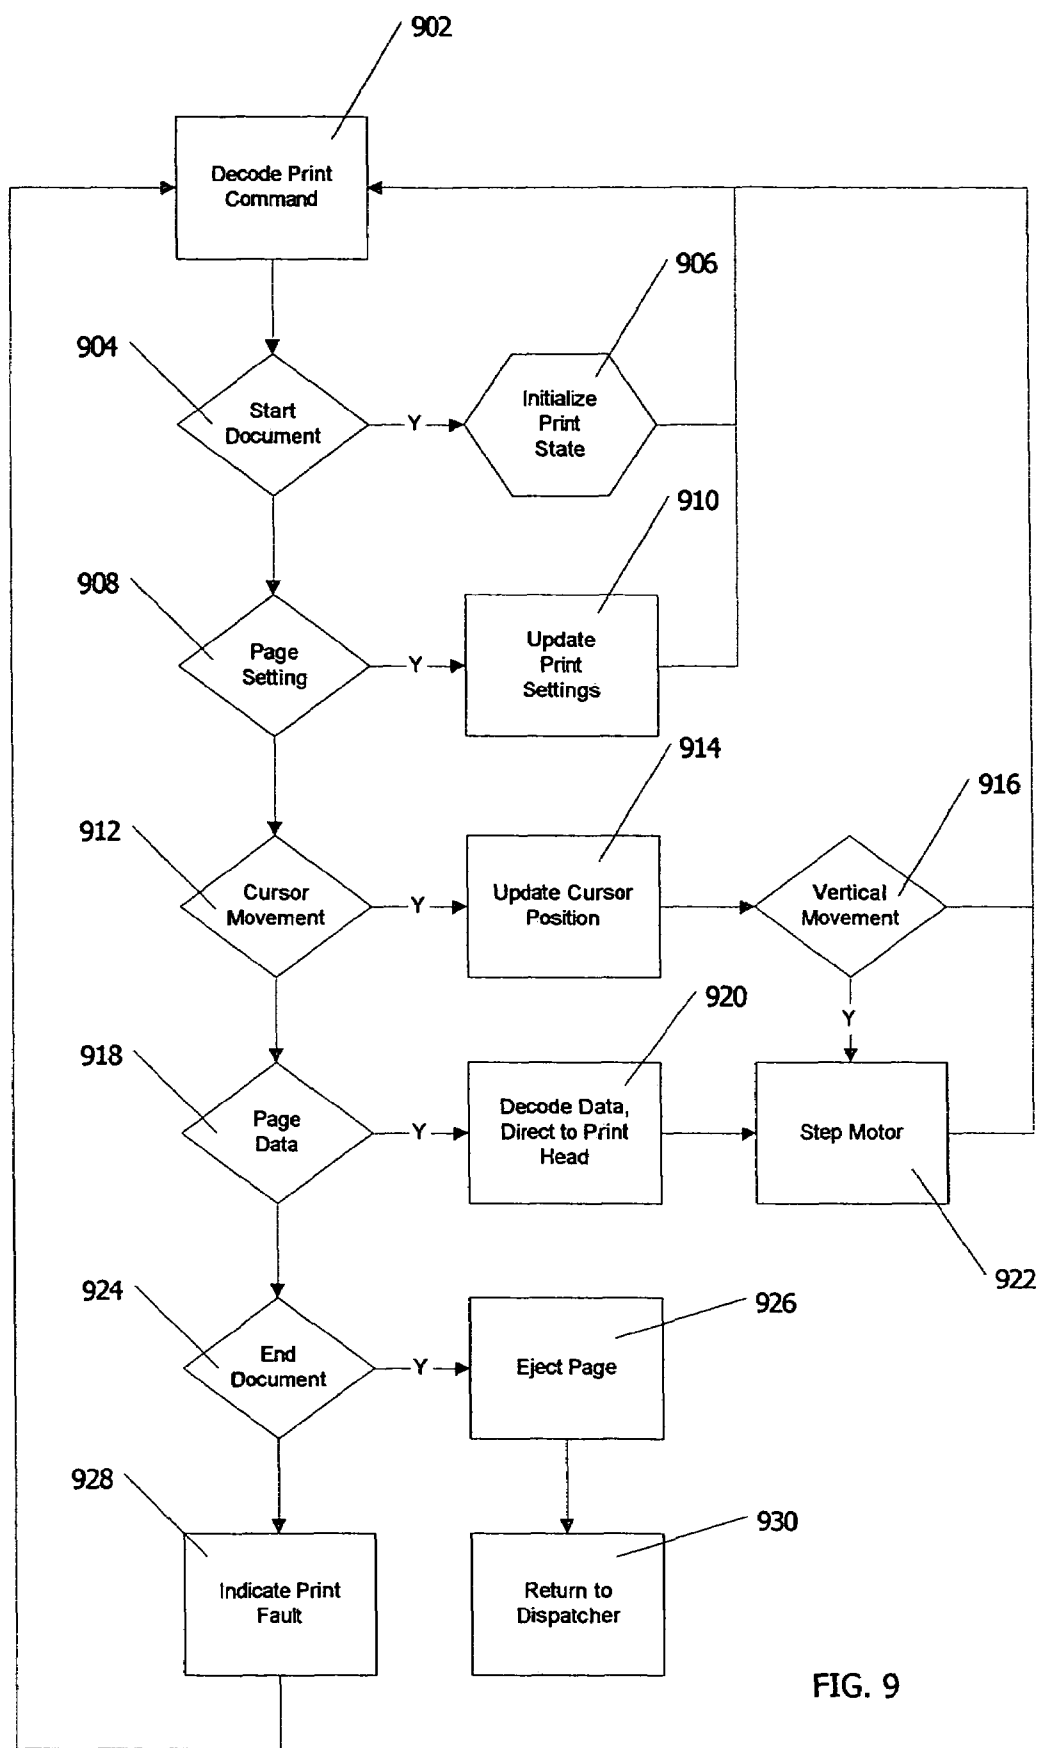 902
Decode Print
Command
906
904
Start
Document
Y
Initialize
Print
State
910
908
Page
Setting
Y
Update
Print
Settings
914
916
912
Cursor
Movement
Y
Update Cursor
Position
Vertical
Movement
Y
920
918
Page
Data
Y
Decode Data,
Direct to Print
Head
Step Motor
922
924
926
End
Document
Y
Eject Page
928
930
Indicate Print
Fault
Return to
Dispatcher
FIG. 9